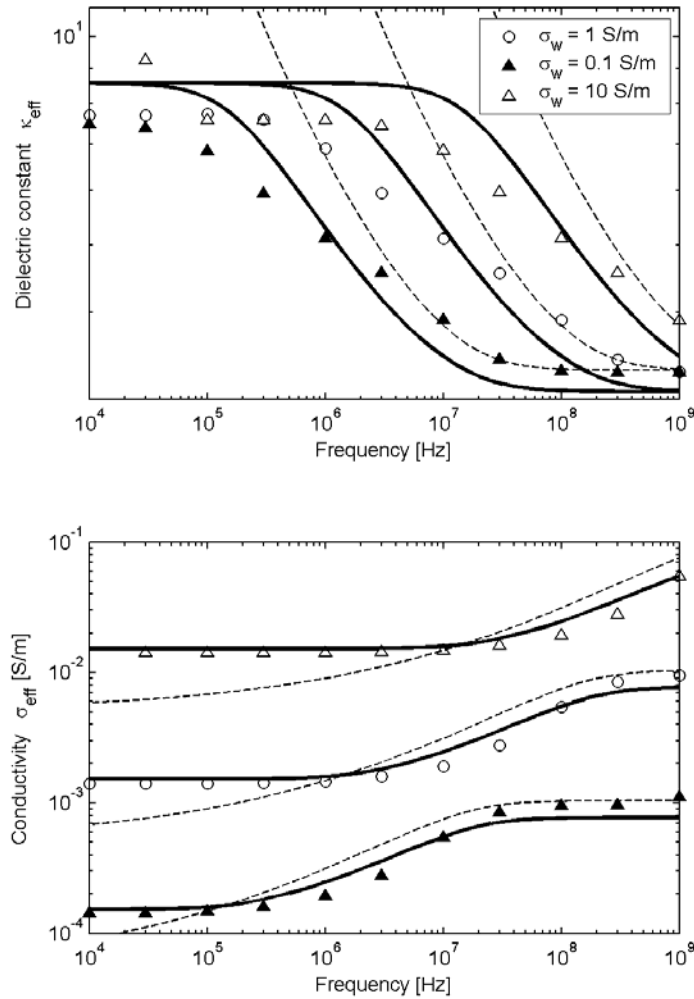 10¹
Dielectric constant κeff
σw = 1 S/m
σw = 0.1 S/m
σw = 10 S/m
10⁴ 10⁵ 10⁶ 10⁷ 10⁸ 10⁹
Frequency [Hz]
10⁻¹
10⁻²
10⁻³
10⁻⁴
Conductivity σeff [S/m]
10⁴ 10⁵ 10⁶ 10⁷ 10⁸ 10⁹
Frequency [Hz]